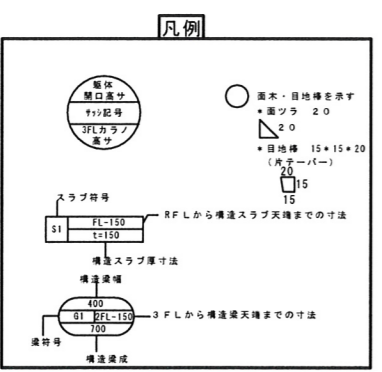 凡例
躯体
開口高サ
サッシ記号
3FLカラノ
高サ
面木・目地棒を示す
*面ヅラ 20
20
*目地棒 15*15*20
(片テーパー)
20
15
15
スラブ符号
S1
FL-150
t=150
RFLから構造スラブ天端までの寸法
構造スラブ厚寸法
構造梁幅
400
G1
2FL-150
700
3FLから構造梁天端までの寸法
梁符号
構造梁成